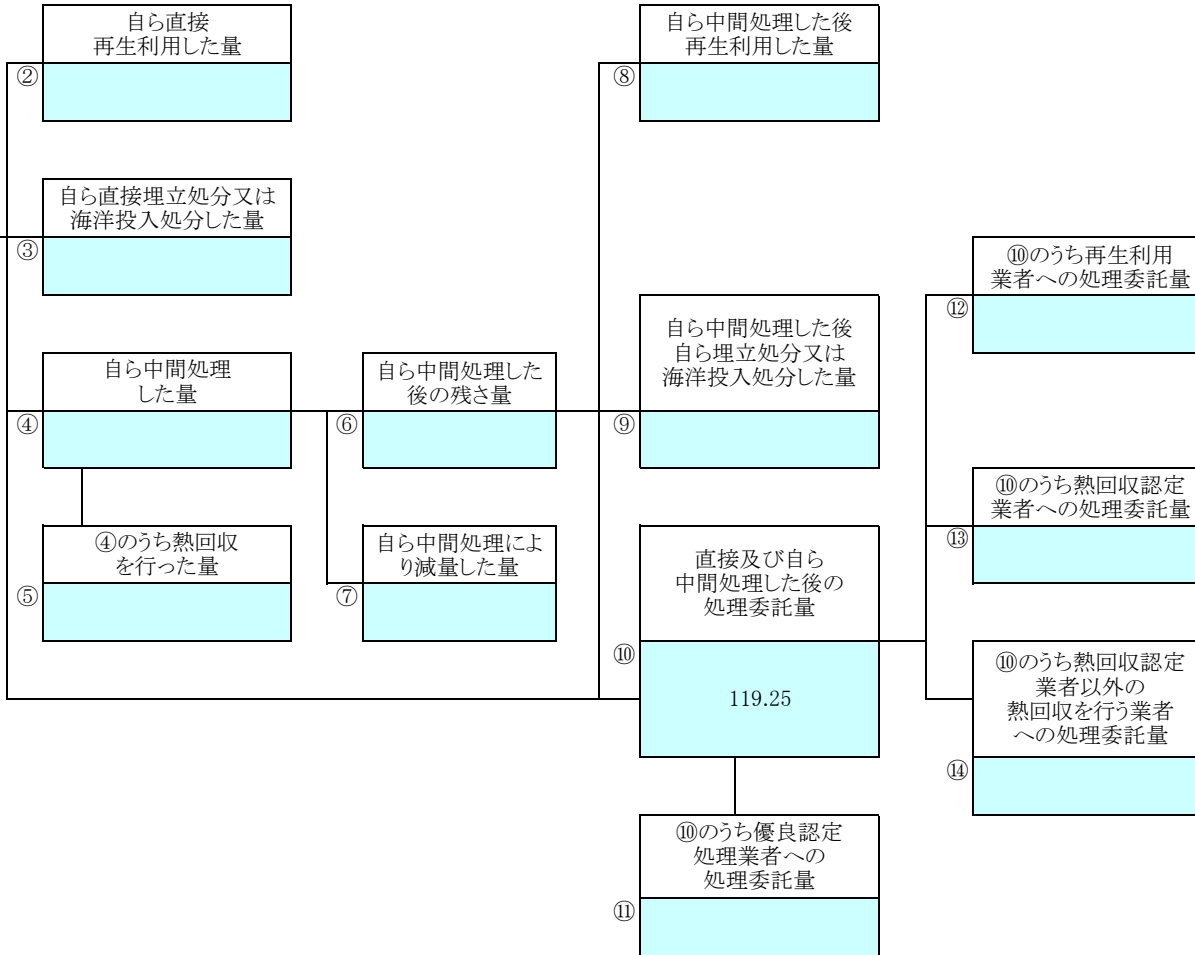 自ら直接
再生利用した量
②
自ら中間処理した後
再生利用した量
⑧
自ら直接埋立処分又は
海洋投入処分した量
③
⑩のうち再生利用
業者への処理委託量
⑫
自ら中間処理
した量
④
自ら中間処理した
後の残さ量
⑥
自ら中間処理した後
自ら埋立処分又は
海洋投入処分した量
⑨
⑩のうち熱回収認定
業者への処理委託量
⑬
④のうち熱回収
を行った量
⑤
自ら中間処理によ
り減量した量
⑦
直接及び自ら
中間処理した後の
処理委託量
⑩
119.25
⑩のうち熱回収認定
業者以外の
熱回収を行う業者
への処理委託量
⑭
⑩のうち優良認定
処理業者への
処理委託量
⑪